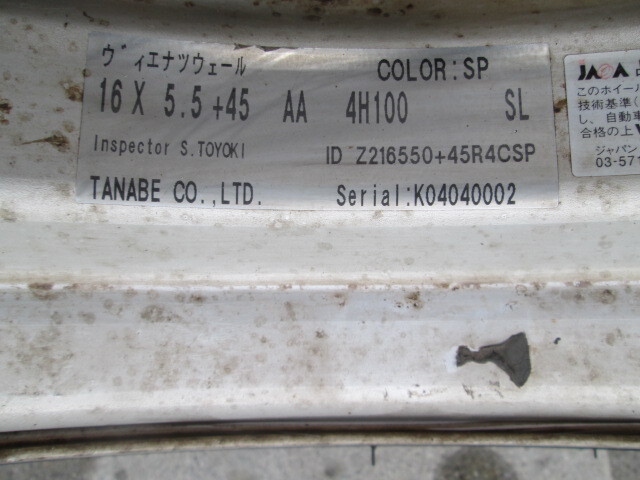 ヴィエナツヴェール
COLOR:SP
16 X 5.5 +45 AA 4H100 SL
Inspector S.TOYOKI
ID Z216550+45R4CSP
TANABE CO.,LTD.
Serial:K04040002
JAWA
このホイール
技術基準(
し、自動車
合格の上
ジャパン
03-571